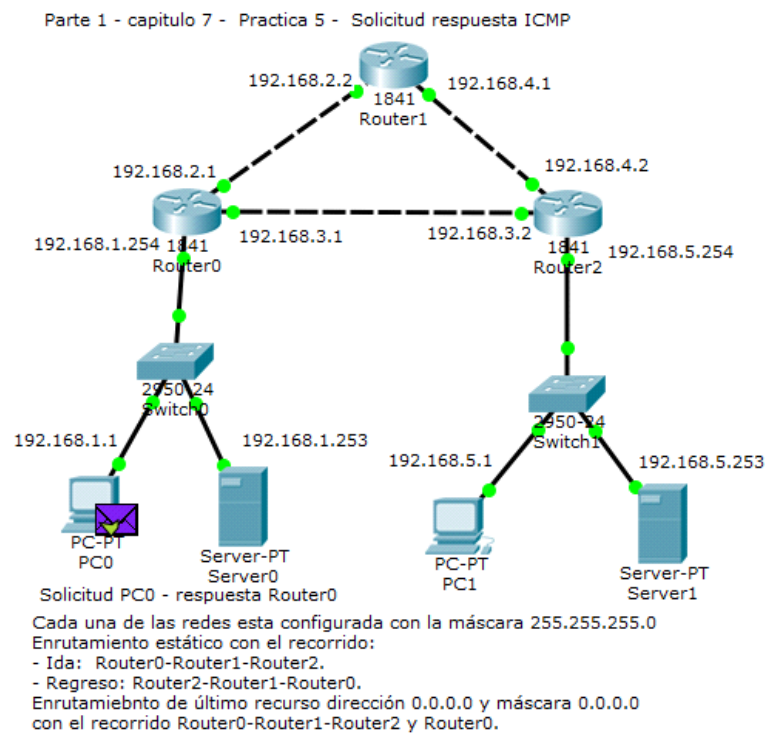 Parte 1 - capitulo 7 -  Practica 5 -  Solicitud respuesta ICMP
192.168.2.2
192.168.4.1
1841
Router1
192.168.2.1
192.168.4.2
192.168.1.254
1841
Router0
192.168.3.1
192.168.3.2
1841
Router2
192.168.5.254
2950-24
Switch0
2950-24
Switch1
192.168.1.1
192.168.1.253
192.168.5.1
192.168.5.253
PC-PT
PC0
Server-PT
Server0
PC-PT
PC1
Server-PT
Server1
Solicitud PC0 - respuesta Router0
Cada una de las redes esta configurada con la máscara 255.255.255.0
Enrutamiento estático con el recorrido:
- Ida:  Router0-Router1-Router2.
- Regreso: Router2-Router1-Router0.
Enrutamiebnto de último recurso dirección 0.0.0.0 y máscara 0.0.0.0
con el recorrido Router0-Router1-Router2 y Router0.